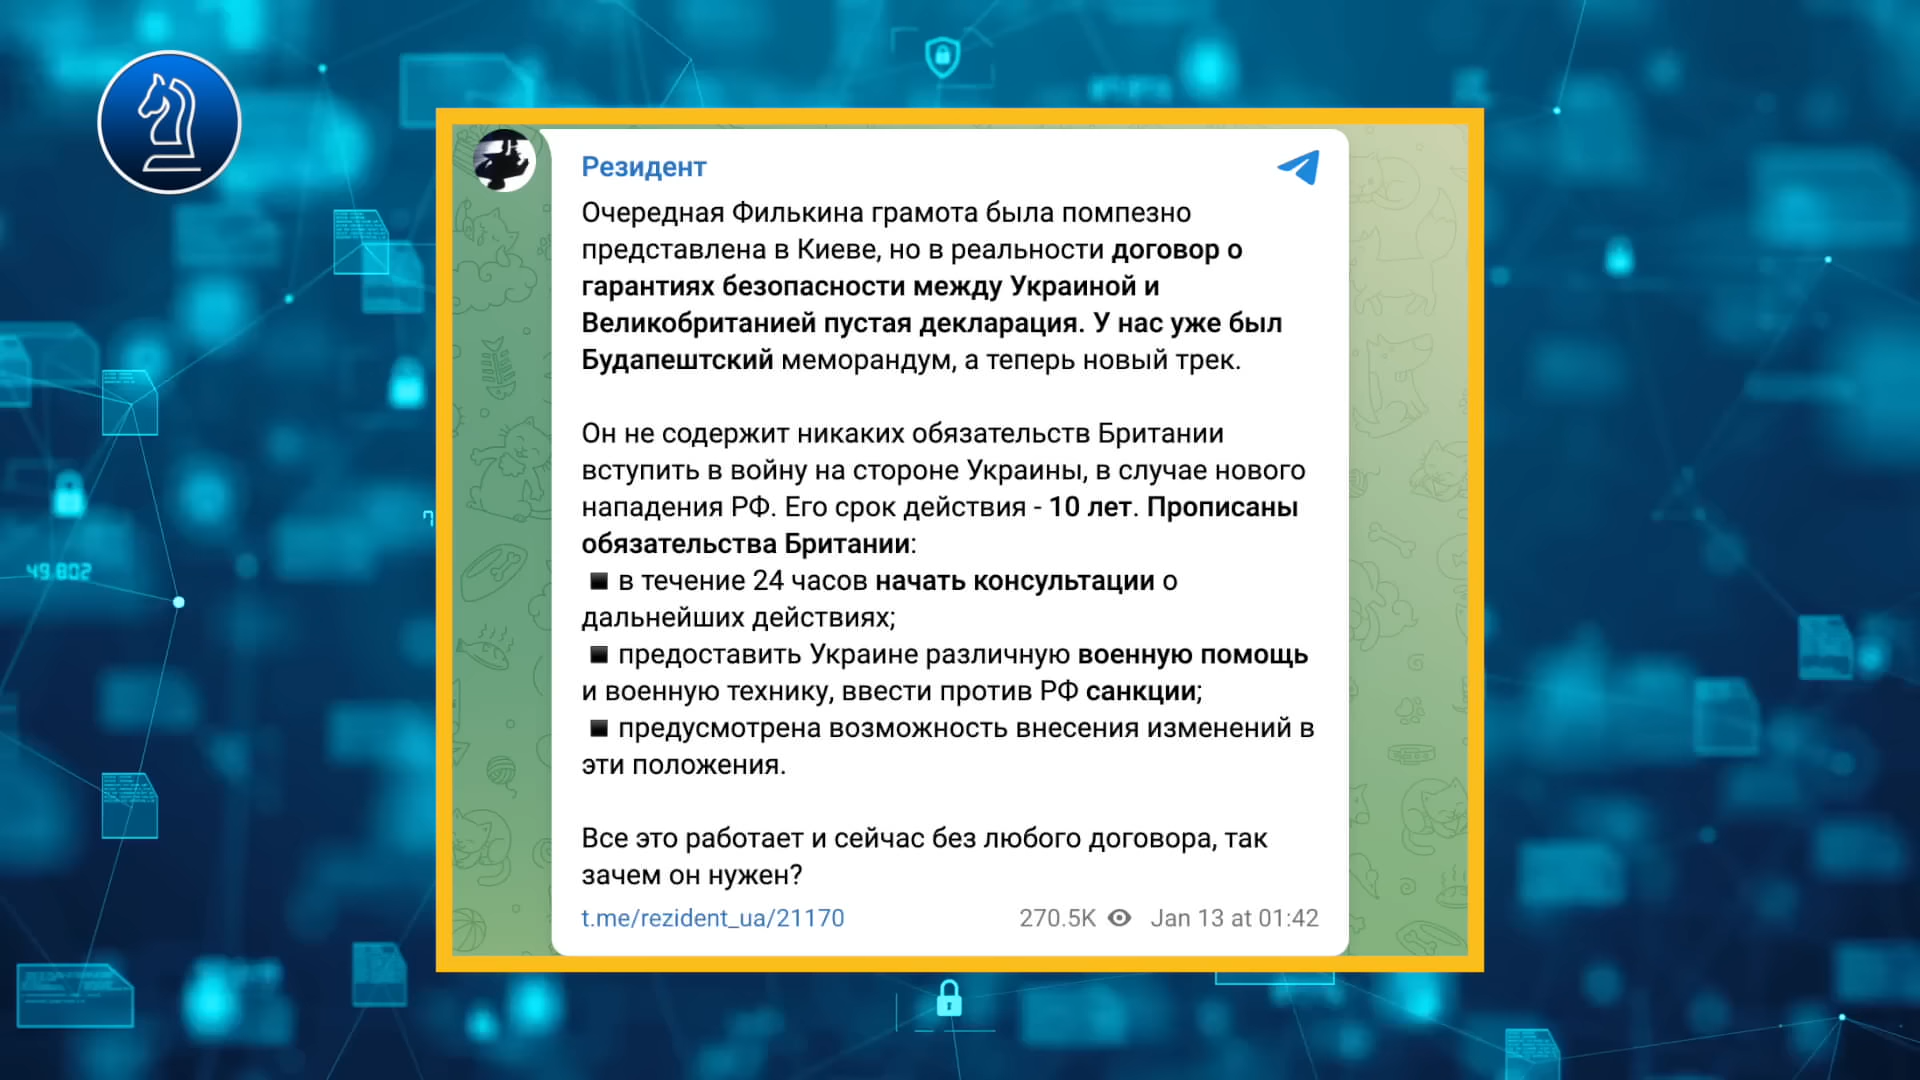 Резидент
Очередная Филькина грамота была помпезно
представлена в Киеве, но в реальности договор о
гарантиях безопасности между Украиной и
Великобританией пустая декларация. У нас уже был
Будапештский меморандум, а теперь новый трек.
Он не содержит никаких обязательств Британии
вступить в войну на стороне Украины, в случае нового
нападения РФ. Его срок действия - 10 лет. Прописаны
обязательства Британии:
◾ в течение 24 часов начать консультации о
дальнейших действиях;
◾ предоставить Украине различную военную помощь
и военную технику, ввести против РФ санкции;
◾ предусмотрена возможность внесения изменений в
эти положения.
Все это работает и сейчас без любого договора, так
зачем он нужен?
t.me/rezident_ua/21170 270.5K Jan 13 at 01:42
49.802